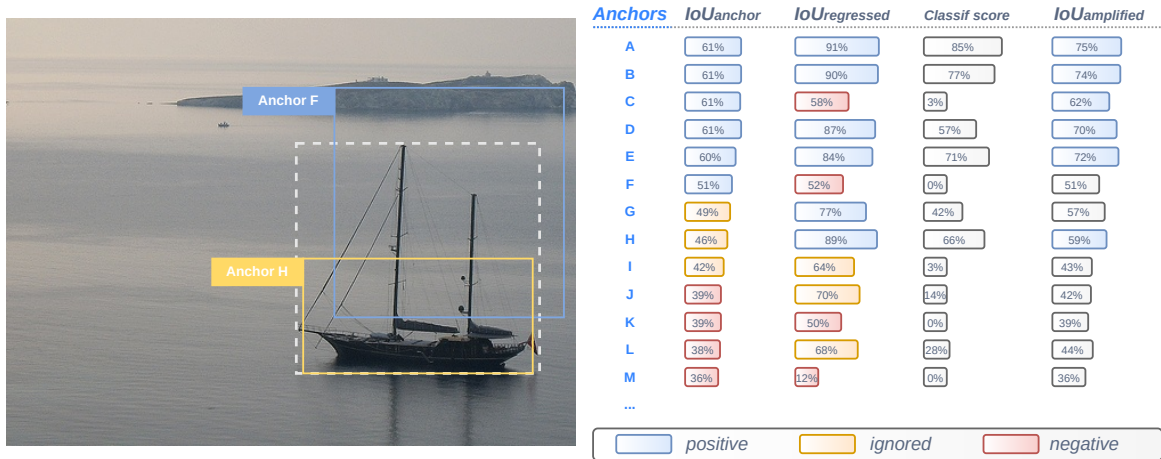 Anchors IoUanchor IoUregressed Classif score IoUamplified
A 61% 91% 85% 75%
B 61% 90% 77% 74%
C 61% 58% 3% 62%
D 61% 87% 57% 70%
E 60% 84% 71% 72%
F 51% 52% 0% 51%
G 49% 77% 42% 57%
H 46% 89% 66% 59%
I 42% 64% 3% 43%
J 39% 70% 14% 42%
K 39% 50% 0% 39%
L 38% 68% 28% 44%
M 36% 12% 0% 36%
...
positive ignored negative
Anchor F
Anchor H